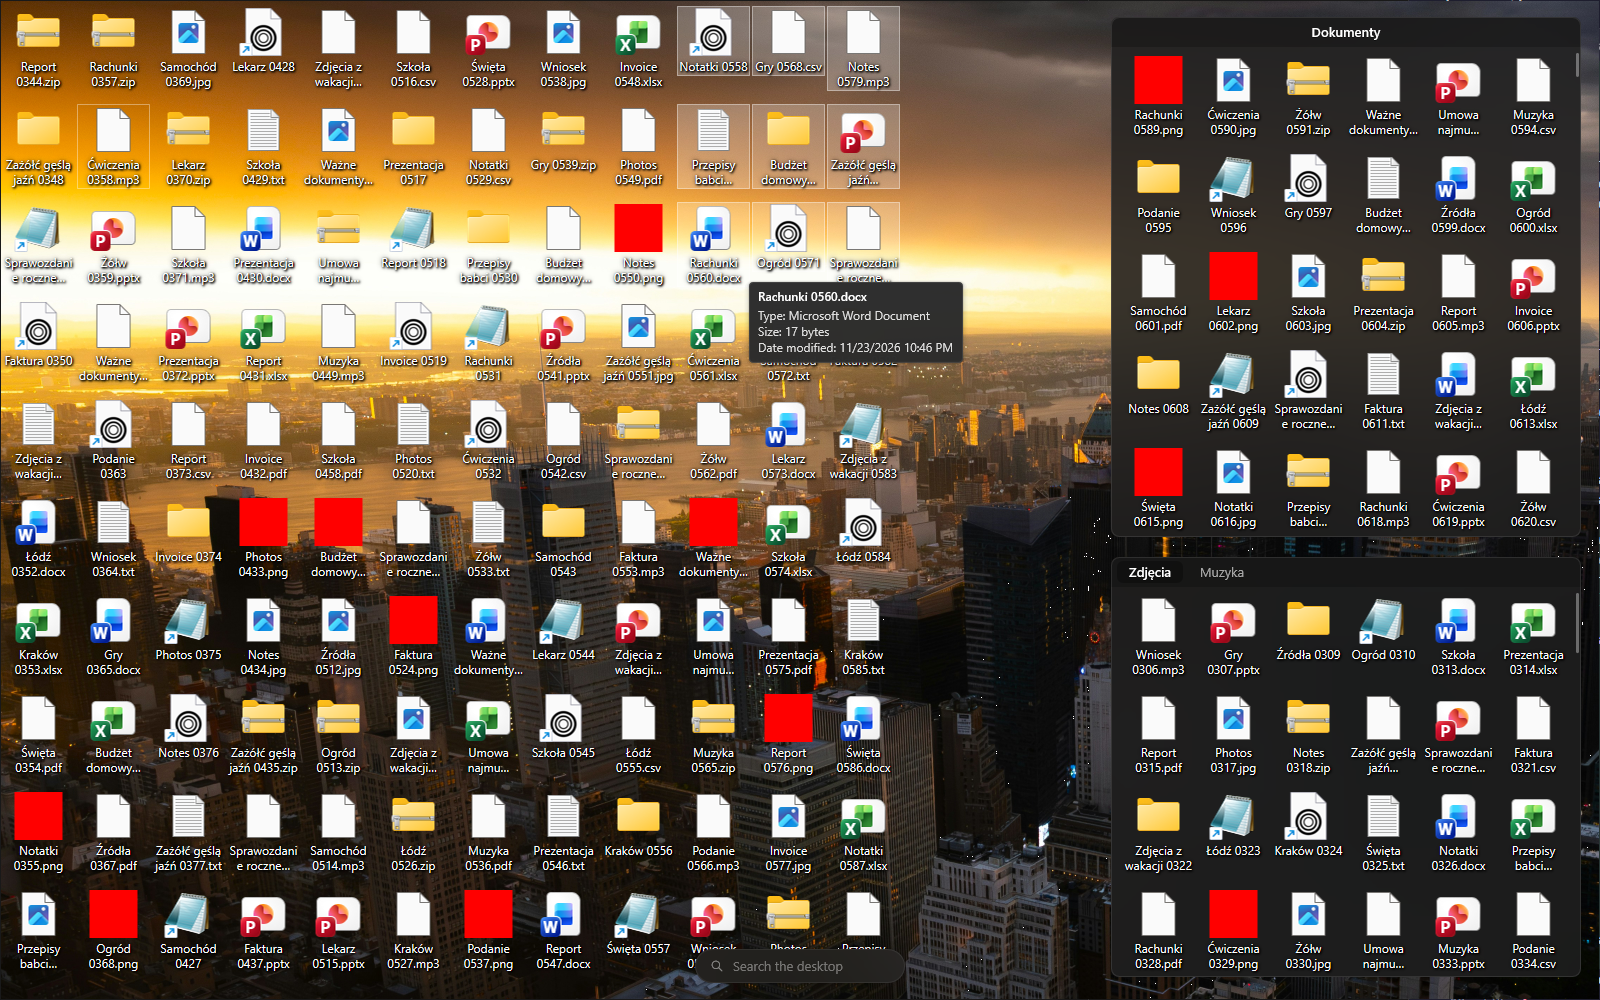 Report
0344.zip
Rachunki
0357.zip
Samochód
0369.jpg
Lekarz 0428
Zdjęcia z
wakacji...
Szkoła
0516.csv
Święta
0528.pptx
Wniosek
0538.jpg
Invoice
0548.xlsx
Notatki 0558
Gry 0568.csv
Notes
0579.mp3
Zażółć gęślą
jaźń 0348
Ćwiczenia
0358.mp3
Lekarz
0370.zip
Szkoła
0429.txt
Ważne
dokumenty...
Prezentacja
0517
Notatki
0529.csv
Gry 0539.zip
Photos
0549.pdf
Przepisy
babci...
Budżet
domowy...
Zażółć gęślą
jaźń...
Sprawozdani
e roczne...
Żółw
0359.pptx
Szkoła
0371.mp3
Prezentacja
0430.docx
Umowa
najmu...
Report 0518
Przepisy
babci 0530
Budżet
domowy...
Notes
0550.png
Rachunki
0560.docx
Ogród 0571
Sprawozdani
e roczne...
Rachunki 0560.docx
Type: Microsoft Word Document
Size: 17 bytes
Date modified: 11/23/2026 10:46 PM
Faktura 0350
Ważne
dokumenty...
Prezentacja
0372.pptx
Report
0431.xlsx
Muzyka
0449.mp3
Invoice 0519
Rachunki
0531
Źródła
0541.pptx
Zażółć gęślą
jaźń 0551.jpg
Ćwiczenia
0561.xlsx
0572.txt
Zdjęcia z
wakacji...
Podanie
0363
Report
0373.csv
Invoice
0432.pdf
Szkoła
0458.pdf
Photos
0520.txt
Ćwiczenia
0532
Ogród
0542.csv
Sprawozdani
e roczne...
Żółw
0562.pdf
Lekarz
0573.docx
Zdjęcia z
wakacji 0583
Łódź
0352.docx
Wniosek
0364.txt
Invoice 0374
Photos
0433.png
Budżet
domowy...
Sprawozdani
e roczne...
Żółw
0533.txt
Samochód
0543
Faktura
0553.mp3
Ważne
dokumenty...
Szkoła
0574.xlsx
Łódź 0584
Kraków
0353.xlsx
Gry
0365.docx
Photos 0375
Notes
0434.jpg
Źródła
0512.jpg
Faktura
0524.png
Ważne
dokumenty...
Lekarz 0544
Zdjęcia z
wakacji...
Umowa
najmu...
Prezentacja
0575.pdf
Kraków
0585.txt
Święta
0354.pdf
Budżet
domowy...
Notes 0376
Zażółć gęślą
jaźń 0435.zip
Ogród
0513.zip
Zdjęcia z
wakacji...
Umowa
najmu...
Szkoła 0545
Łódź
0555.csv
Muzyka
0565.zip
Report
0576.png
Święta
0586.docx
Notatki
0355.png
Źródła
0367.pdf
Zażółć gęślą
jaźń 0377.txt
Sprawozdani
e roczne...
Samochód
0514.mp3
Łódź
0526.zip
Muzyka
0536.pdf
Prezentacja
0546.txt
Kraków 0556
Podanie
0566.mp3
Invoice
0577.jpg
Notatki
0587.xlsx
Przepisy
babci...
Ogród
0368.png
Samochód
0427
Faktura
0437.pptx
Lekarz
0515.pptx
Kraków
0527.mp3
Podanie
0537.png
Report
0547.docx
Święta 0557
Wniosek
Photos
Przepisy
Search the desktop
Dokumenty
Rachunki
0589.png
Ćwiczenia
0590.jpg
Żółw
0591.zip
Ważne
dokumenty...
Umowa
najmu...
Muzyka
0594.csv
Podanie
0595
Wniosek
0596
Gry 0597
Budżet
domowy...
Źródła
0599.docx
Ogród
0600.xlsx
Samochód
0601.pdf
Lekarz
0602.png
Szkoła
0603.jpg
Prezentacja
0604.zip
Report
0605.mp3
Invoice
0606.pptx
Notes 0608
Zażółć gęślą
jaźń 0609
Sprawozdani
e roczne...
Faktura
0611.txt
Zdjęcia z
wakacji...
Łódź
0613.xlsx
Święta
0615.png
Notatki
0616.jpg
Przepisy
babci...
Rachunki
0618.mp3
Ćwiczenia
0619.pptx
Żółw
0620.csv
Zdjęcia
Muzyka
Wniosek
0306.mp3
Gry
0307.pptx
Źródła 0309
Ogród 0310
Szkoła
0313.docx
Prezentacja
0314.xlsx
Report
0315.pdf
Photos
0317.jpg
Notes
0318.zip
Zażółć gęślą
jaźń...
Sprawozdani
e roczne...
Faktura
0321.csv
Zdjęcia z
wakacji 0322
Łódź 0323
Kraków 0324
Święta
0325.txt
Notatki
0326.docx
Przepisy
babci...
Rachunki
0328.pdf
Ćwiczenia
0329.png
Żółw
0330.jpg
Umowa
najmu...
Muzyka
0333.pptx
Podanie
0334.csv